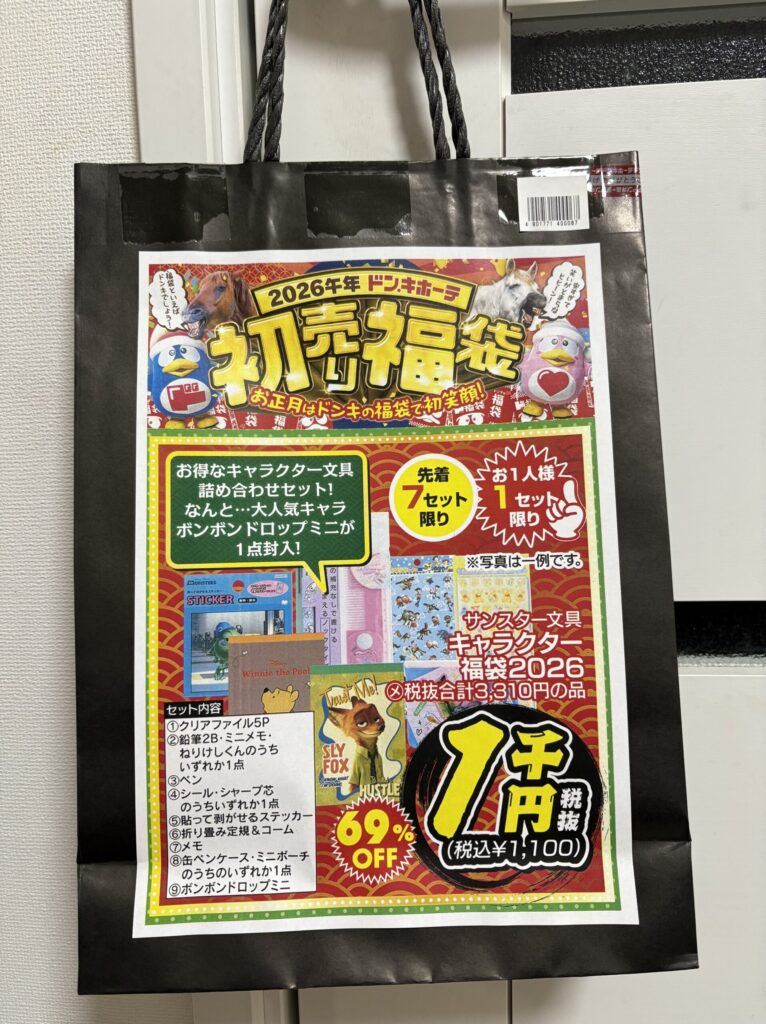 4 801771 400087
福袋といえば
ドンキでしょう!
2026午年 ドン.キホーテ
初売り福袋
お正月はドンキの福袋で初笑顔!
お得なキャラクター文具
詰め合わせセット!
なんと…大人気キャラ
ボンボンドロップミニが
1点封入!
先着
7セット
限り
お1人様
1セット
限り
※写真は一例です。
STICKER
Disney
Winnie the Pooh
Trust Me!
SLY
FOX
HUSTLE
サンスター文具
キャラクター
福袋2026
㋱税抜合計3,310円の品
セット内容
①クリアファイル5P
②鉛筆2B・ミニメモ・
ねりけしくんのうち
いずれか1点
③ペン
④シール・シャープ芯
のうちいずれか1点
⑤貼って剥がせるステッカー
⑥折り畳み定規&コーム
⑦メモ
⑧缶ペンケース・ミニポーチ
のうちのいずれか1点
⑨ボンボンドロップミニ
69%
OFF
1千円
税抜
(税込¥1,100)